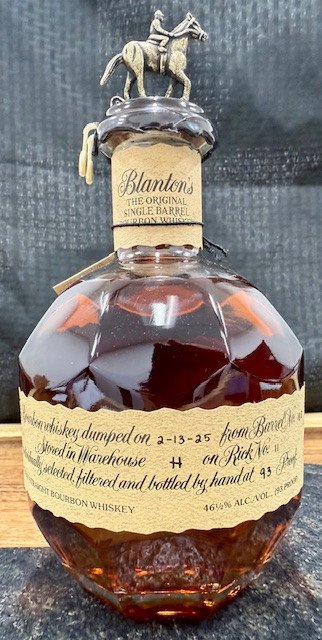 Blanton's
THE ORIGINAL
SINGLE BARREL
BOURBON WHISKEY
Bourbon whiskey dumped on 2-13-25 from Barrel No.
Stored in Warehouse H on Rick No. 11
selected, filtered and bottled by hand at 93 Proof
STRAIGHT BOURBON WHISKEY 46½% ALC./VOL. (93 PROOF)